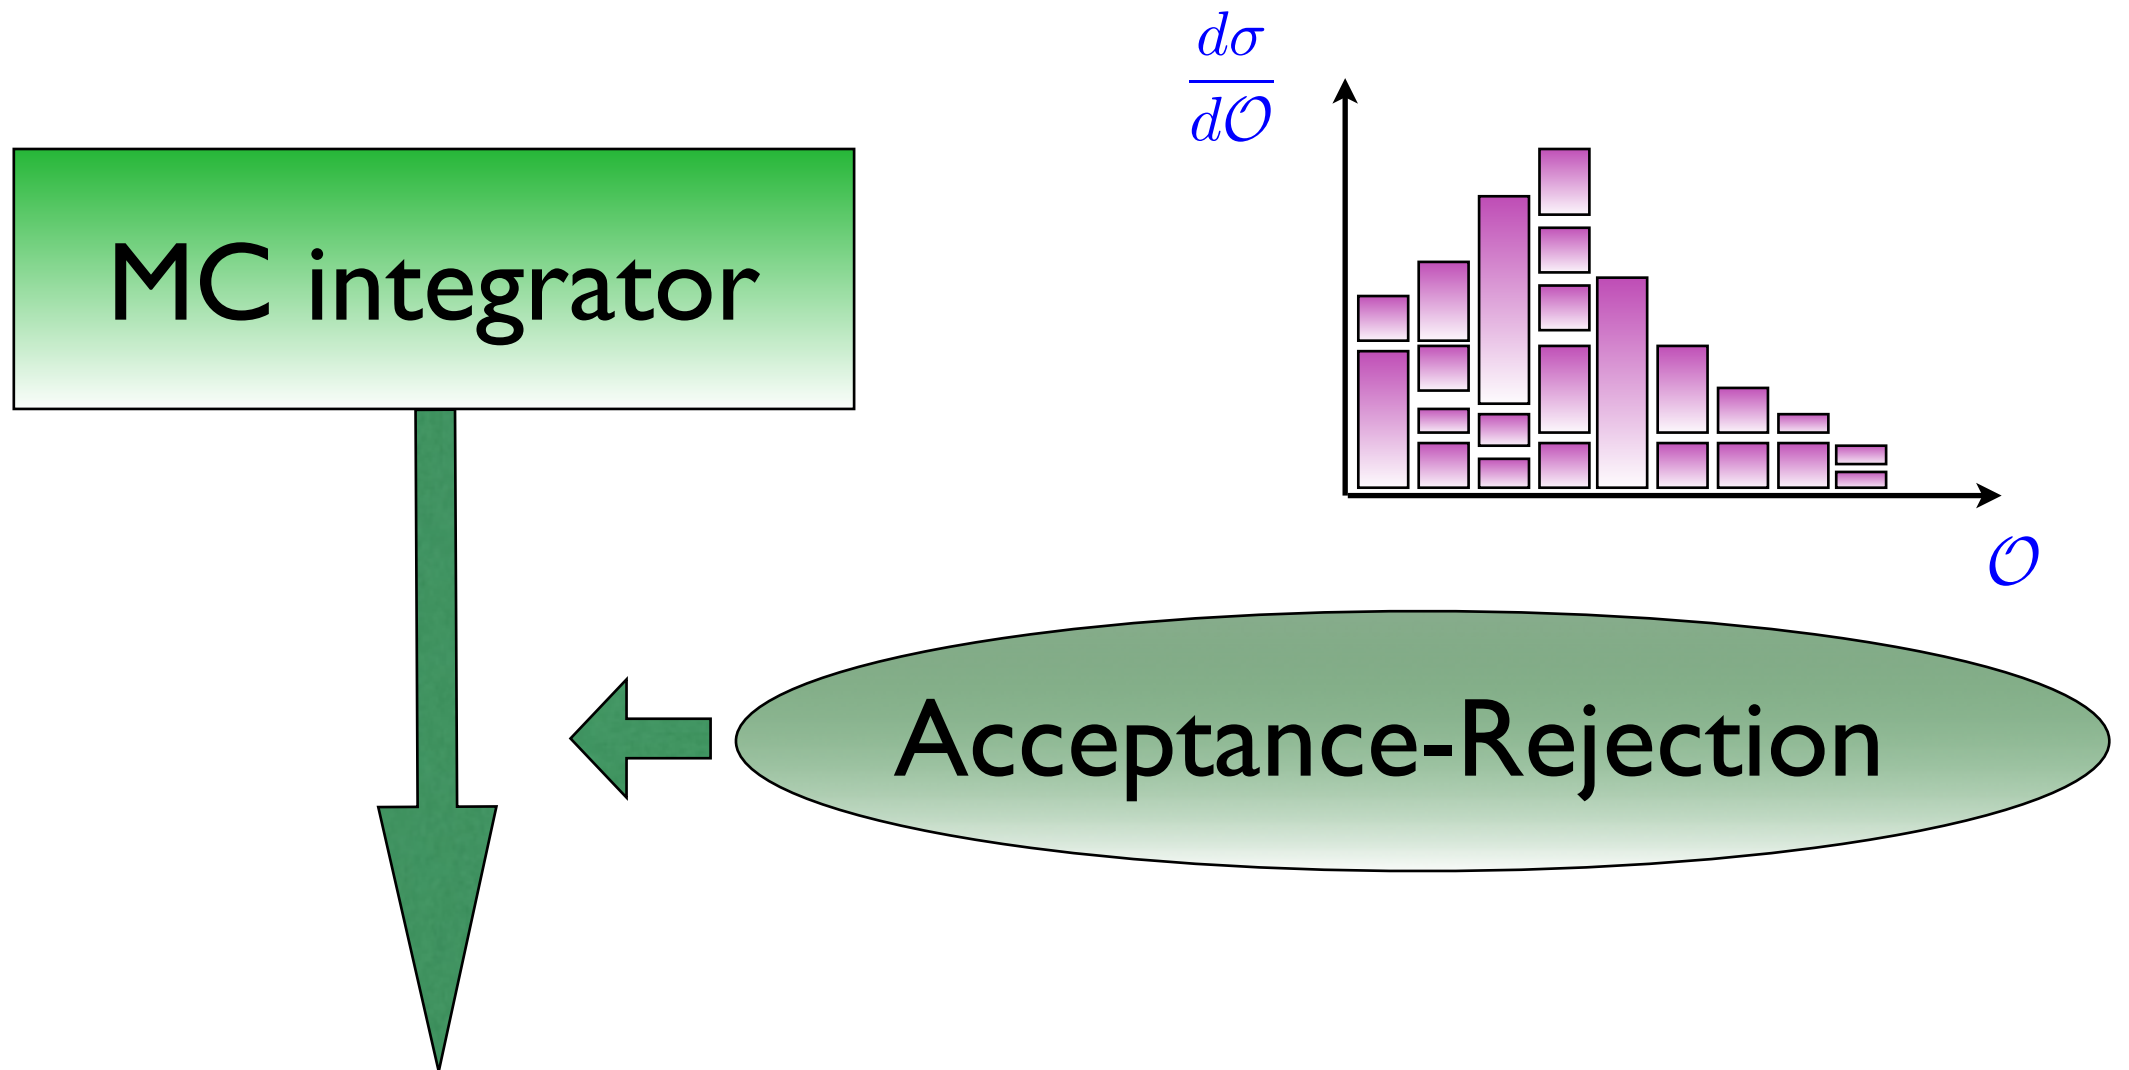 dσ
d𝒪
MC integrator
𝒪
Acceptance-Rejection